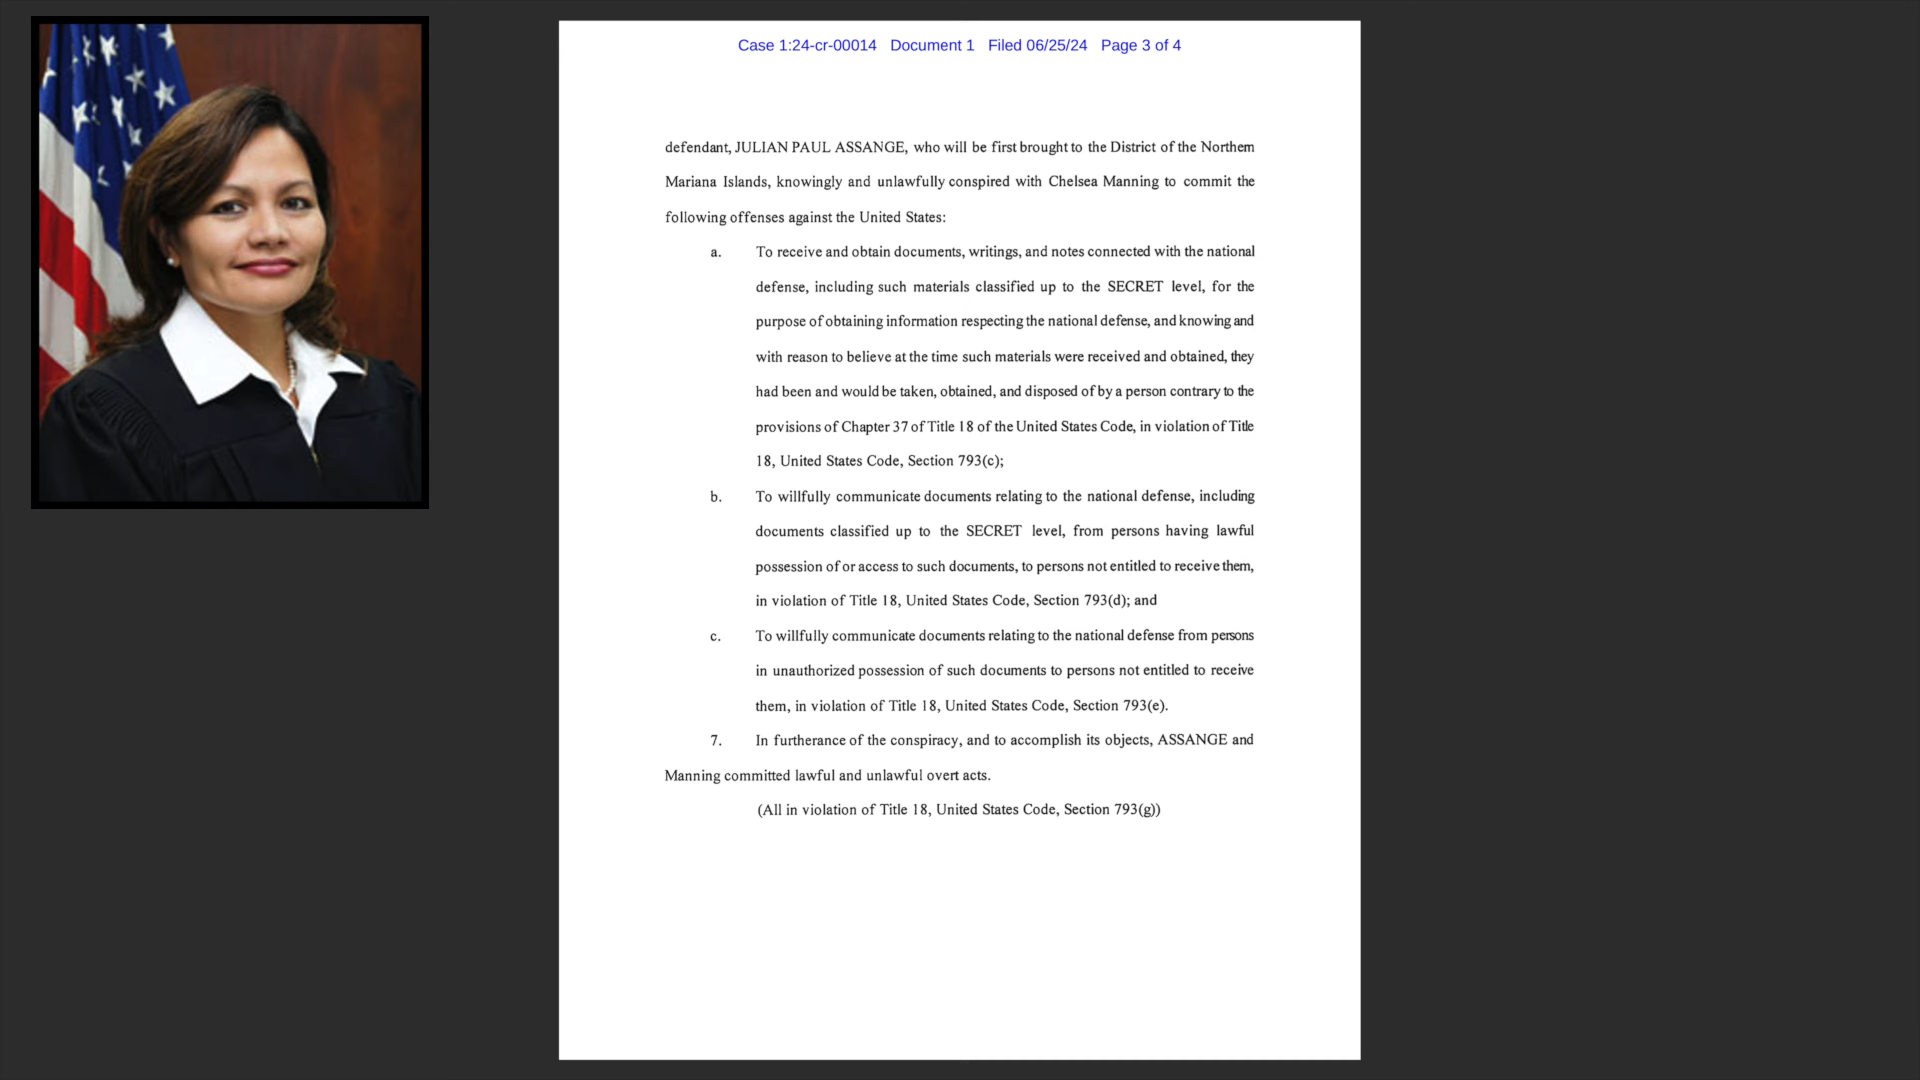 Case 1:24-cr-00014 Document 1 Filed 06/25/24 Page 3 of 4
defendant, JULIAN PAUL ASSANGE, who will be first brought to the District of the Northern
Mariana Islands, knowingly and unlawfully conspired with Chelsea Manning to commit the
following offenses against the United States:
a. To receive and obtain documents, writings, and notes connected with the national
defense, including such materials classified up to the SECRET level, for the
purpose of obtaining information respecting the national defense, and knowing and
with reason to believe at the time such materials were received and obtained, they
had been and would be taken, obtained, and disposed of by a person contrary to the
provisions of Chapter 37 of Title 18 of the United States Code, in violation of Title
18, United States Code, Section 793(c);
b. To willfully communicate documents relating to the national defense, including
documents classified up to the SECRET level, from persons having lawful
possession of or access to such documents, to persons not entitled to receive them,
in violation of Title 18, United States Code, Section 793(d); and
c. To willfully communicate documents relating to the national defense from persons
in unauthorized possession of such documents to persons not entitled to receive
them, in violation of Title 18, United States Code, Section 793(e).
7. In furtherance of the conspiracy, and to accomplish its objects, ASSANGE and
Manning committed lawful and unlawful overt acts.
(All in violation of Title 18, United States Code, Section 793(g))